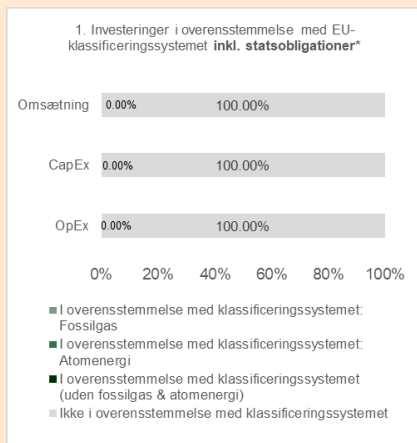 1. Investeringer i overensstemmelse med EU-
klassificeringssystemet inkl. statsobligationer*
Omsætning 0.00% 100.00%
CapEx 0.00% 100.00%
OpEx 0.00% 100.00%
0% 20% 40% 60% 80% 100%
I overensstemmelse med klassificeringssystemet:
Fossilgas
I overensstemmelse med klassificeringssystemet:
Atomenergi
I overensstemmelse med klassificeringssystemet
(uden fossilgas & atomenergi)
Ikke i overensstemmelse med klassificeringssystemet